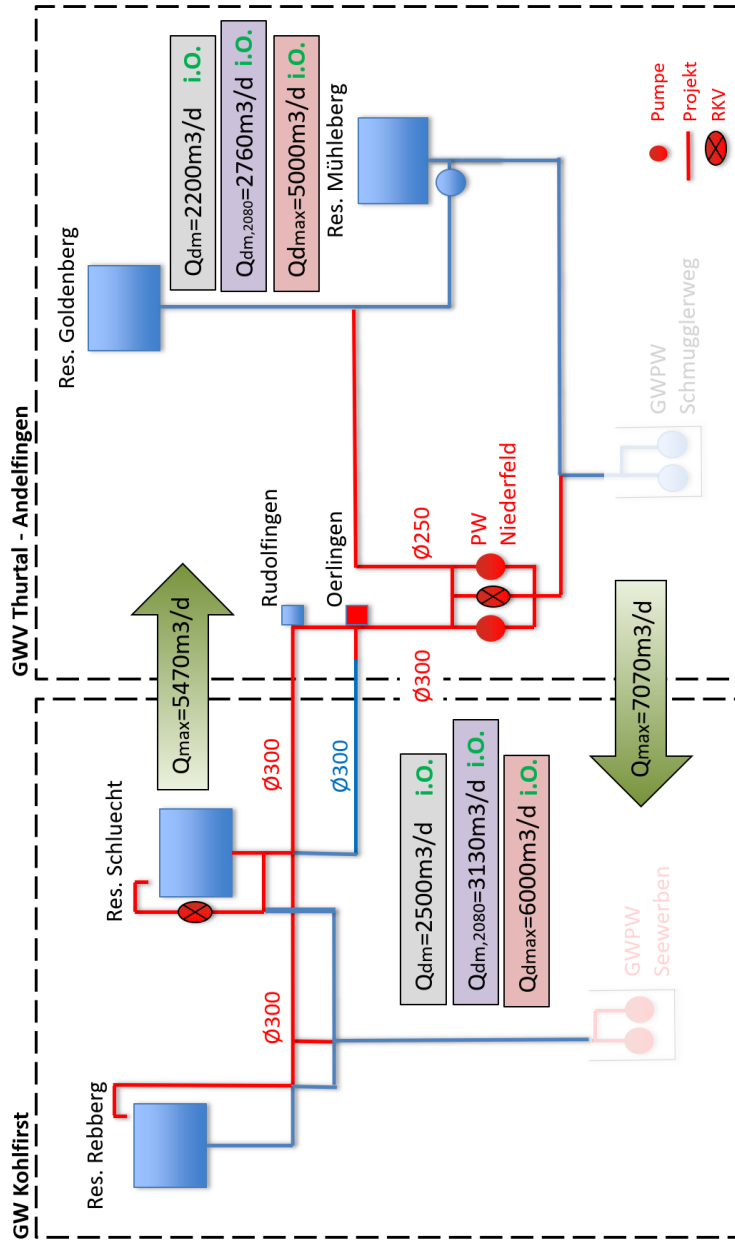 GW Kohlfirst
GWV Thurtal - Andelfingen
Res. Rebberg
Res. Schluecht
Qmax=5470m3/d
Res. Goldenberg
Rudolfingen
Oerlingen
Ø300
Ø300
Ø300
Ø300
Ø250
PW
Niederfeld
Qdm=2200m3/d i.O.
Qdm,2080=2760m3/d i.O.
Qdmax=5000m3/d i.O.
Res. Mühleberg
Qdm=2500m3/d i.O.
Qdm,2080=3130m3/d i.O.
Qdmax=6000m3/d i.O.
GWPW
Seewerben
Qmax=7070m3/d
GWPW
Schmugglerweg
Pumpe
Projekt
RKV